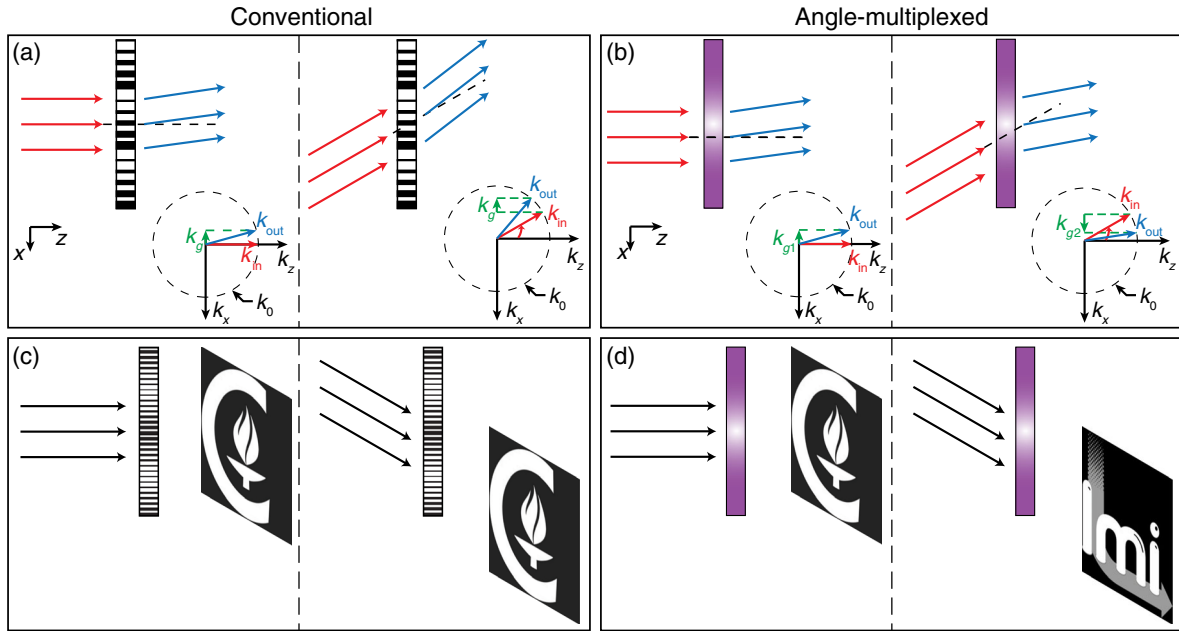 Conventional
Angle-multiplexed
(a)
x
z
k_g
k_out
k_in
k_z
k_0
k_x
k_g
k_out
k_in
k_z
k_0
k_x
(b)
x
z
k_g1
k_out
k_in
k_z
k_0
k_x
k_g2
k_in
k_out
k_z
k_0
k_x
(c)
(d)
lmi